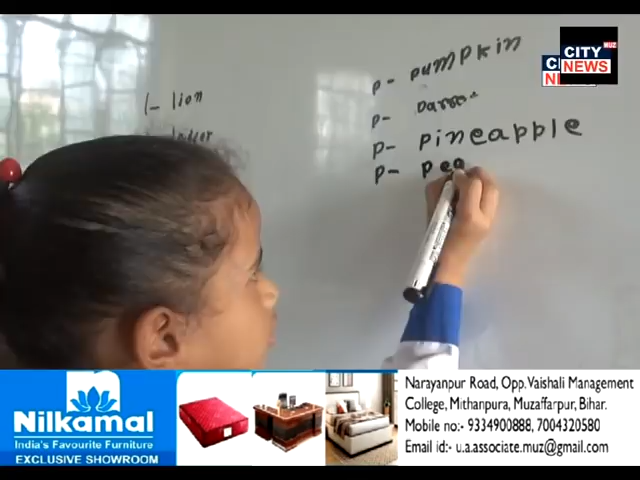 P- PUMPKin
P-
P- Pineapple
P- Pea
l- lion
CITY MUZ
NEWS
Nilkamal
India's Favourite Furniture
EXCLUSIVE SHOWROOM
Narayanpur Road, Opp. Vaishali Management
College, Mithanpura, Muzaffarpur, Bihar.
Mobile no:- 9334900888, 7004320580
Email id:- u.a.associate.muz@gmail.com